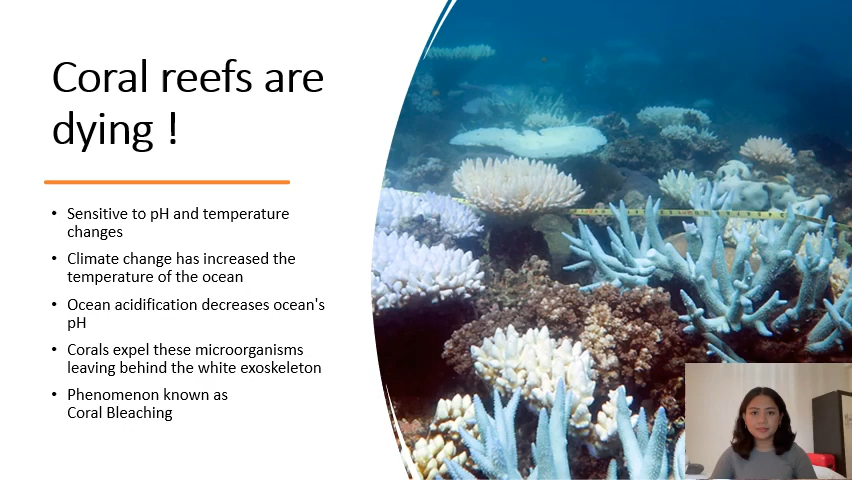 Coral reefs are
dying !
• Sensitive to pH and temperature
changes
• Climate change has increased the
temperature of the ocean
• Ocean acidification decreases ocean's
pH
• Corals expel these microorganisms
leaving behind the white exoskeleton
• Phenomenon known as
Coral Bleaching